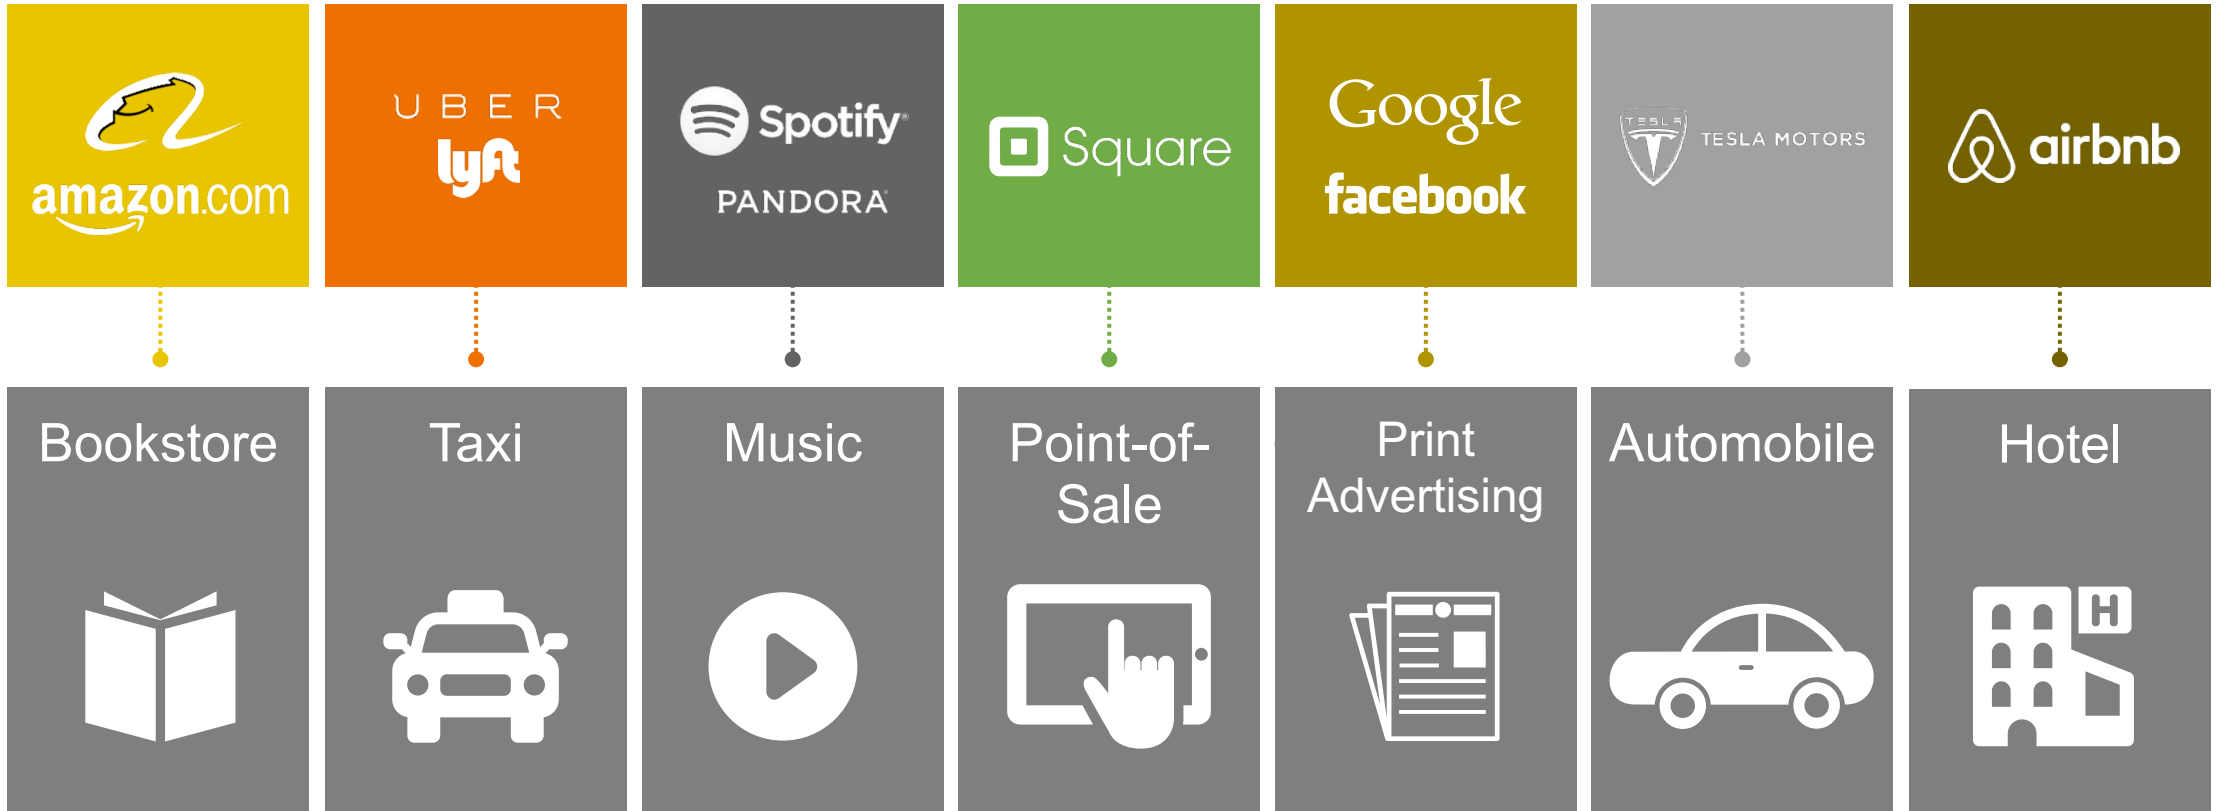 amazon.com
UBER
lyft
Spotify®
PANDORA®
Square
Google
facebook
TESLA
TESLA MOTORS
airbnb
Bookstore
Taxi
Music
Point-of-
Sale
Print
Advertising
Automobile
Hotel
H